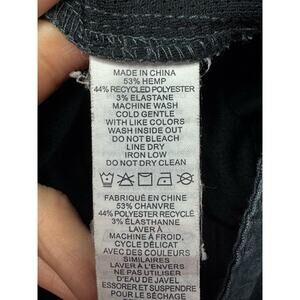 MADE IN CHINA
53% HEMP
44% RECYCLED POLYESTER
3% ELASTANE
MACHINE WASH
COLD GENTLE
WITH LIKE COLORS
WASH INSIDE OUT
DO NOT BLEACH
LINE DRY
IRON LOW
DO NOT DRY CLEAN
FABRIQUÉ EN CHINE
53% CHANVRE
44% POLYESTER RECYCLÉ
3% ÉLASTHANNE
LAVER À
MACHINE À FROID,
CYCLE DÉLICAT
AVEC DES COULEURS
SIMILAIRES
LAVER À L'ENVERS
NE PAS UTILISER
D'EAU DE JAVEL
ESSORER ET SUSPENDRE
POUR LE SÉCHAGE